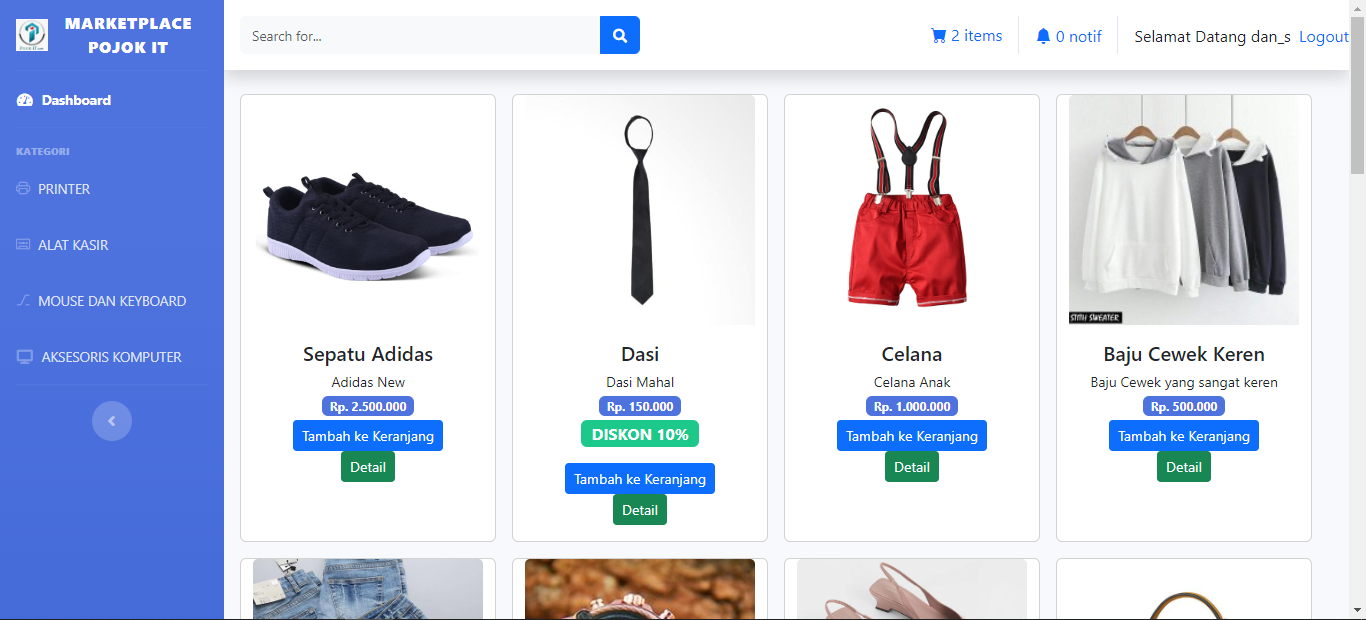 MARKETPLACE
POJOK IT
Search for...
2 items
0 notif
Selamat Datang dan_s
Logout
Dashboard
KATEGORI
PRINTER
ALAT KASIR
MOUSE DAN KEYBOARD
AKSESORIS KOMPUTER
Sepatu Adidas
Adidas New
Rp. 2.500.000
Tambah ke Keranjang
Detail
Dasi
Dasi Mahal
Rp. 150.000
DISKON 10%
Tambah ke Keranjang
Detail
Celana
Celana Anak
Rp. 1.000.000
Tambah ke Keranjang
Detail
STITH SWEATER
Baju Cewek Keren
Baju Cewek yang sangat keren
Rp. 500.000
Tambah ke Keranjang
Detail